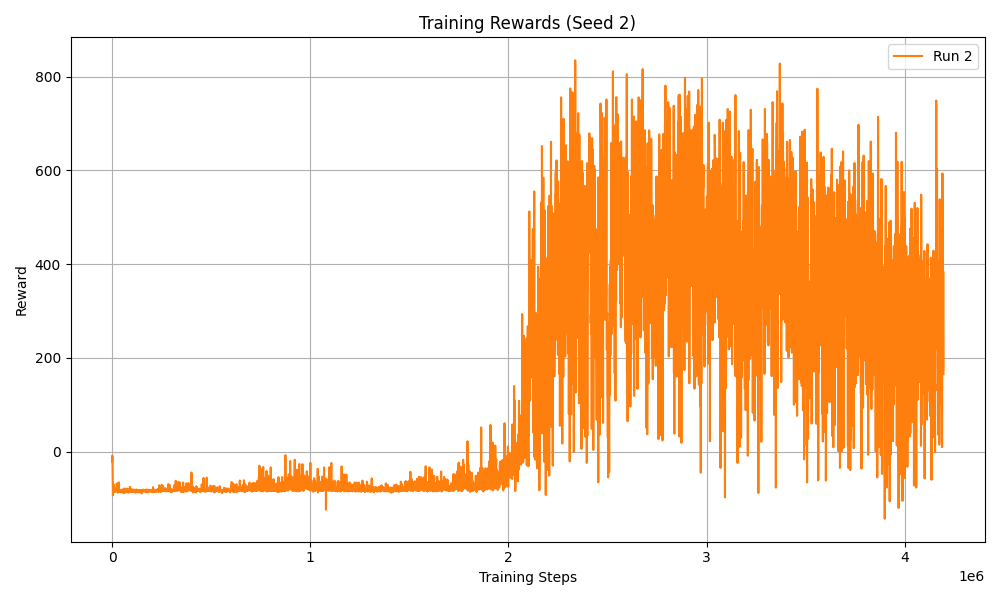 Training Rewards (Seed 2)
Run 2
800
600
400
200
0
Reward
0
1
2
3
4
1e6
Training Steps